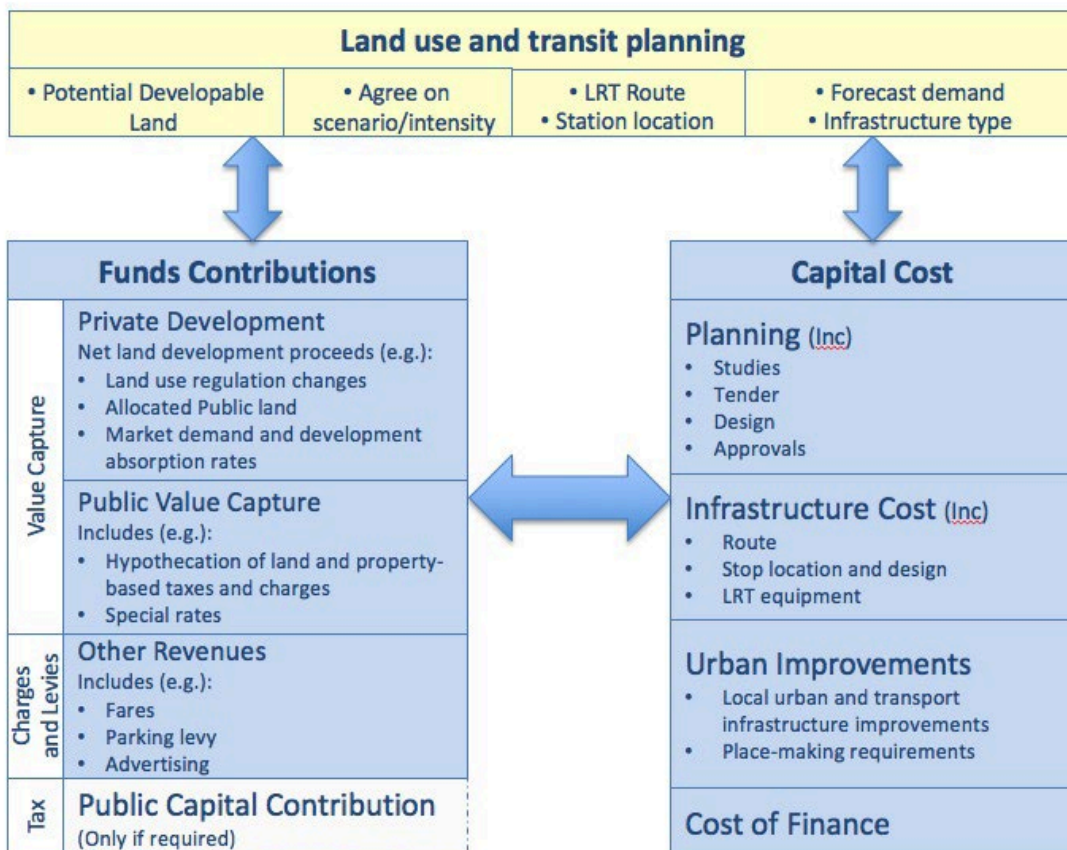 Land use and transit planning
• Potential Developable
Land
• Agree on
scenario/intensity
• LRT Route
• Station location
• Forecast demand
• Infrastructure type
Funds Contributions
Value Capture
Private Development
Net land development proceeds (e.g.):
• Land use regulation changes
• Allocated Public land
• Market demand and development
absorption rates
Public Value Capture
Includes (e.g.):
• Hypothecation of land and property-
based taxes and charges
• Special rates
Charges
and Levies
Other Revenues
Includes (e.g.):
• Fares
• Parking levy
• Advertising
Tax
Public Capital Contribution
(Only if required)
Capital Cost
Planning (Inc)
• Studies
• Tender
• Design
• Approvals
Infrastructure Cost (Inc)
• Route
• Stop location and design
• LRT equipment
Urban Improvements
• Local urban and transport
infrastructure improvements
• Place-making requirements
Cost of Finance